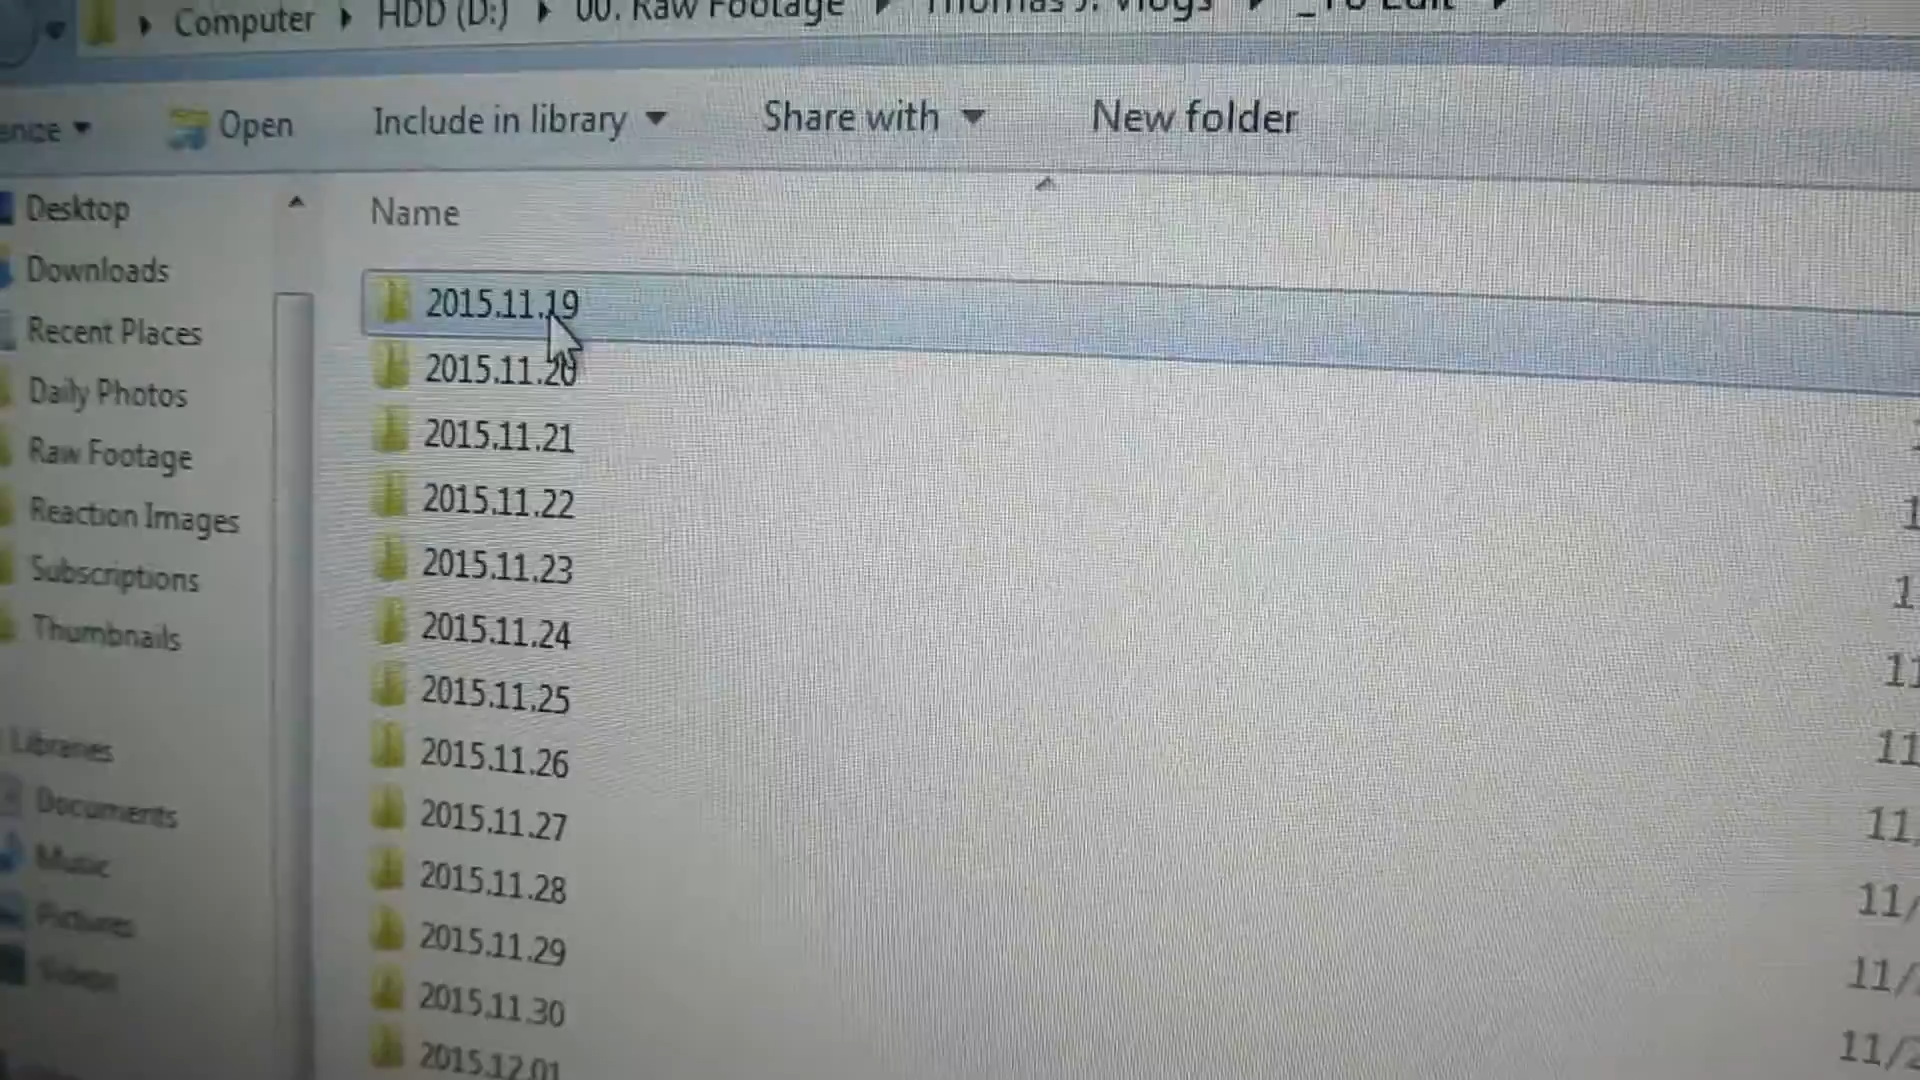 Computer HDD (D:) 00. Raw Footage Thomas J. Vlogs _To Edit
Open Include in library Share with New folder
Name
Desktop
Downloads
Recent Places
Daily Photos
Raw Footage
Reaction Images
Subscriptions
Thumbnails
Libraries
Documents
Music
Pictures
Videos
2015.11.19
2015.11.20
2015.11.21
2015.11.22
2015.11.23
2015.11.24
2015.11.25
2015.11.26
2015.11.27
2015.11.28
2015.11.29
2015.11.30
2015.12.01